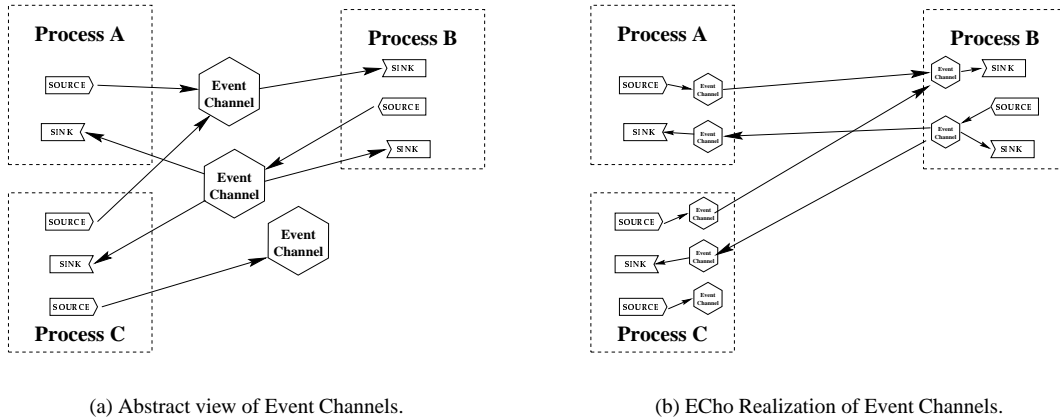 Process A
SOURCE
SINK
Event
Channel
Process B
SINK
SOURCE
SINK
Event
Channel
SOURCE
SINK
SOURCE
Event
Channel
Process C
(a) Abstract view of Event Channels.
Process A
SOURCE
Event
Channel
SINK
Event
Channel
Process B
Event
Channel
SINK
SOURCE
Event
Channel
SINK
SOURCE
Event
Channel
SINK
Event
Channel
SOURCE
Event
Channel
Process C
(b) ECho Realization of Event Channels.